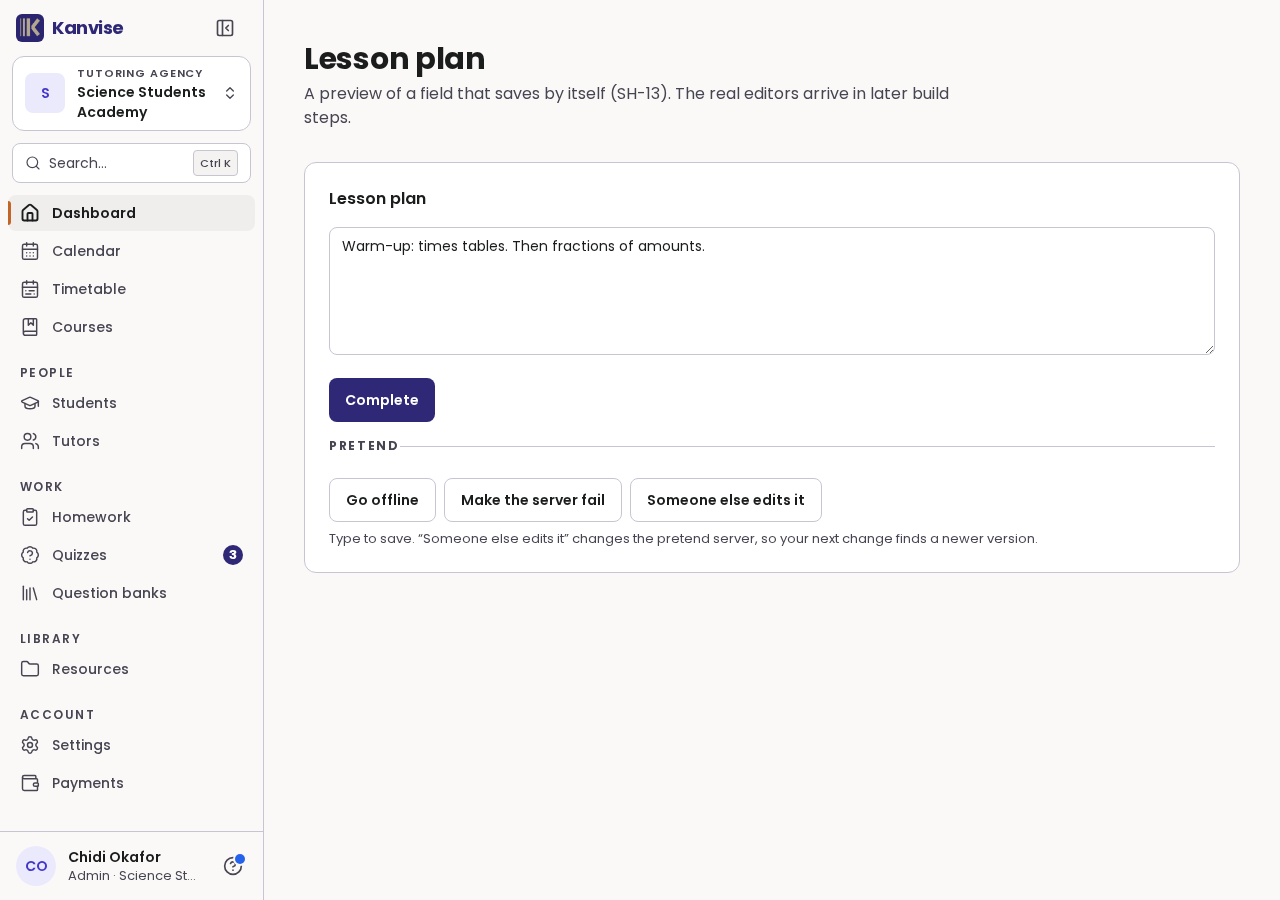 Kanvise
TUTORING AGENCY
S
Science Students
Academy
Search...
Ctrl K
Dashboard
Calendar
Timetable
Courses
PEOPLE
Students
Tutors
WORK
Homework
Quizzes
3
Question banks
LIBRARY
Resources
ACCOUNT
Settings
Payments
CO
Chidi Okafor
Admin · Science St...
Lesson plan
A preview of a field that saves by itself (SH-13). The real editors arrive in later build
steps.
Lesson plan
Warm-up: times tables. Then fractions of amounts.
Complete
PRETEND
Go offline
Make the server fail
Someone else edits it
Type to save. “Someone else edits it” changes the pretend server, so your next change finds a newer version.